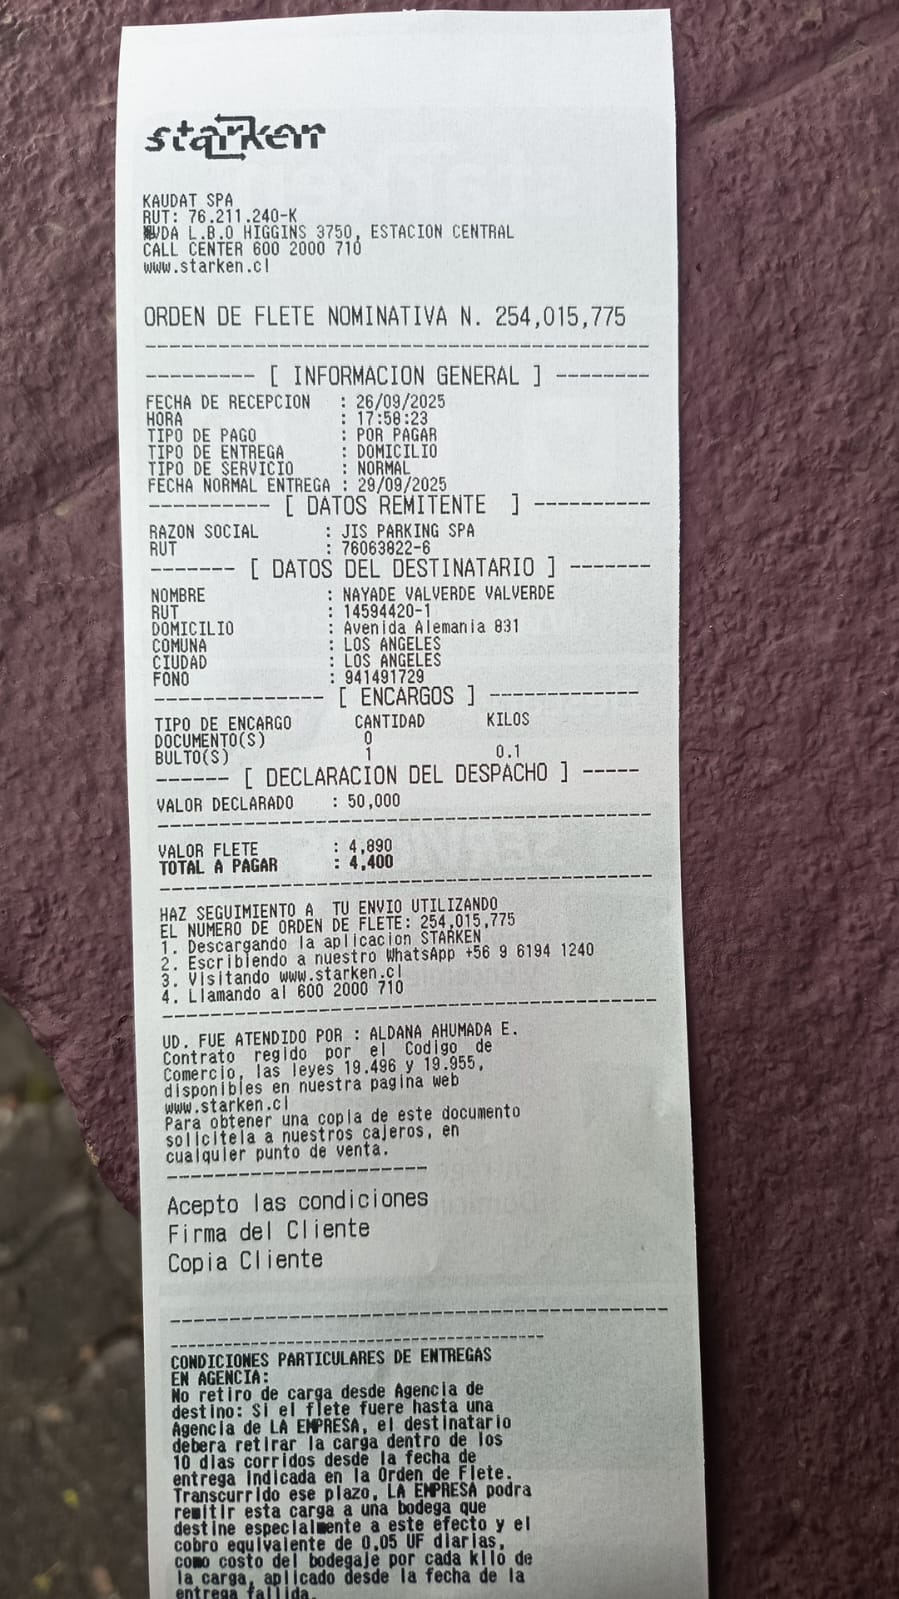 starken
KAUDAT SPA
RUT: 76.211.240-K
AVDA L.B.O HIGGINS 3750, ESTACION CENTRAL
CALL CENTER 600 2000 710
www.starken.cl
ORDEN DE FLETE NOMINATIVA N. 254,015,775
--------- [ INFORMACION GENERAL ] --------
FECHA DE RECEPCION : 26/09/2025
HORA : 17:58:23
TIPO DE PAGO : POR PAGAR
TIPO DE ENTREGA : DOMICILIO
TIPO DE SERVICIO : NORMAL
FECHA NORMAL ENTREGA : 29/09/2025
----------- [ DATOS REMITENTE ] ----------
RAZON SOCIAL : JIS PARKING SPA
RUT : 76063822-6
------- [ DATOS DEL DESTINATARIO ] -------
NOMBRE : NAYADE VALVERDE VALVERDE
RUT : 14594420-1
DOMICILIO : Avenida Alemania 831
COMUNA : LOS ANGELES
CIUDAD : LOS ANGELES
FONO : 941491729
--------------- [ ENCARGOS ] -------------
TIPO DE ENCARGO CANTIDAD KILOS
DOCUMENTO(S) 0
BULTO(S) 1 0.1
------ [ DECLARACION DEL DESPACHO ] -----
VALOR DECLARADO : 50,000
VALOR FLETE : 4,890
TOTAL A PAGAR : 4,400
HAZ SEGUIMIENTO A TU ENVIO UTILIZANDO
EL NUMERO DE ORDEN DE FLETE: 254,015,775
1. Descargando la aplicacion STARKEN
2. Escribiendo a nuestro WhatsApp +56 9 6194 1240
3. Visitando www.starken.cl
4. Llamando al 600 2000 710
UD. FUE ATENDIDO POR : ALDANA AHUMADA E.
Contrato regido por el Codigo de
Comercio, las leyes 19.496 y 19.955,
disponibles en nuestra pagina web
www.starken.cl
Para obtener una copia de este documento
solicitela a nuestros cajeros, en
cualquier punto de venta.
Acepto las condiciones
Firma del Cliente
Copia Cliente
CONDICIONES PARTICULARES DE ENTREGAS
EN AGENCIA:
No retiro de carga desde Agencia de
destino: Si el flete fuere hasta una
Agencia de LA EMPRESA, el destinatario
debera retirar la carga dentro de los
10 dias corridos desde la fecha de
entrega indicada en la Orden de Flete.
Transcurrido ese plazo, LA EMPRESA podra
remitir esta carga a una bodega que
destine especialmente a este efecto y el
cobro equivalente de 0,05 UF diarias,
como costo del bodegaje por cada kilo de
la carga, aplicado desde la fecha de la
entrega fallida.